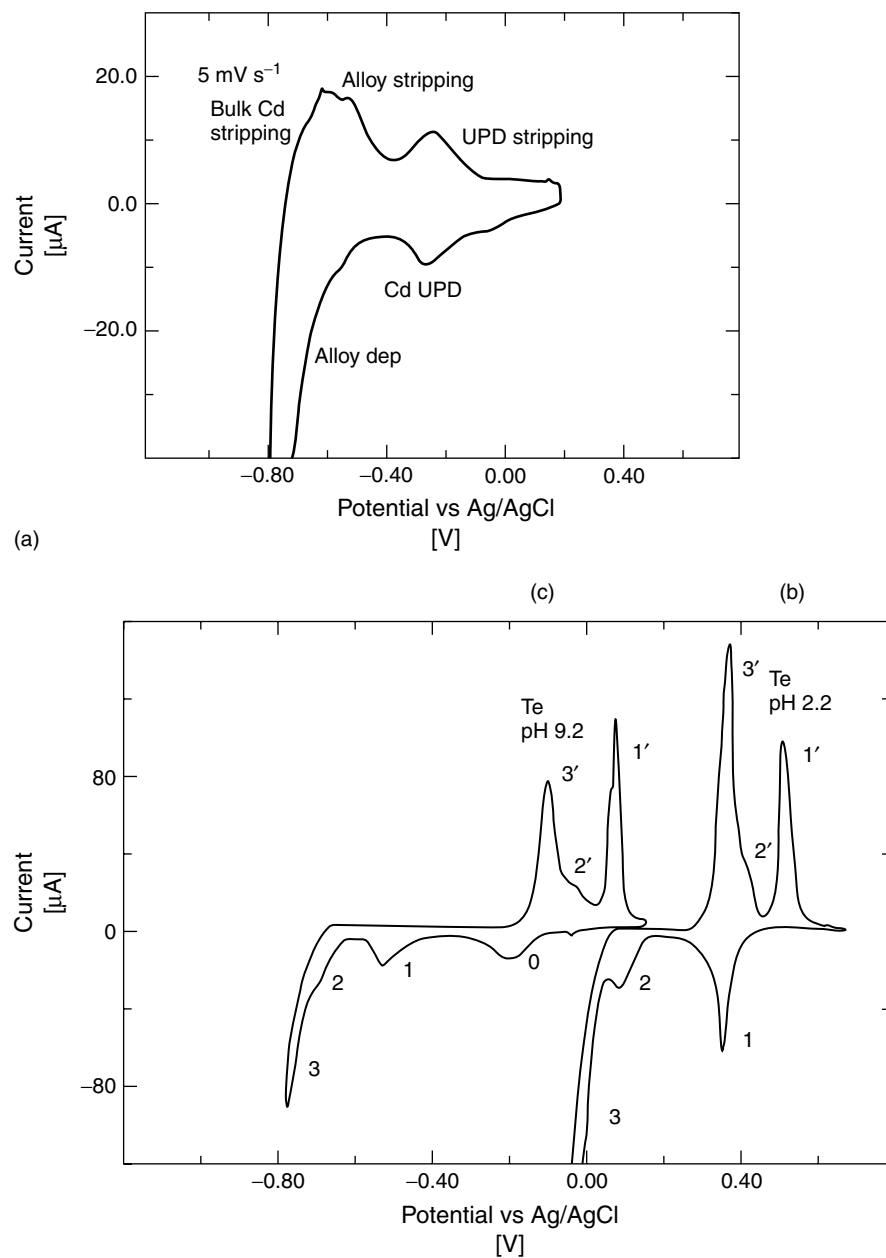 20.0
5 mV s⁻¹
Alloy stripping
Bulk Cd
stripping
UPD stripping
Current
[μA]
0.0
Cd UPD
−20.0
Alloy dep
−0.80
−0.40
0.00
0.40
Potential vs Ag/AgCl
[V]
(a)
(c)
(b)
3′
Te
pH 2.2
Te
pH 9.2
1′
1′
3′
80
2′
2′
Current
[μA]
0
0
1
2
2
1
3
−80
3
−0.80
−0.40
0.00
0.40
Potential vs Ag/AgCl
[V]